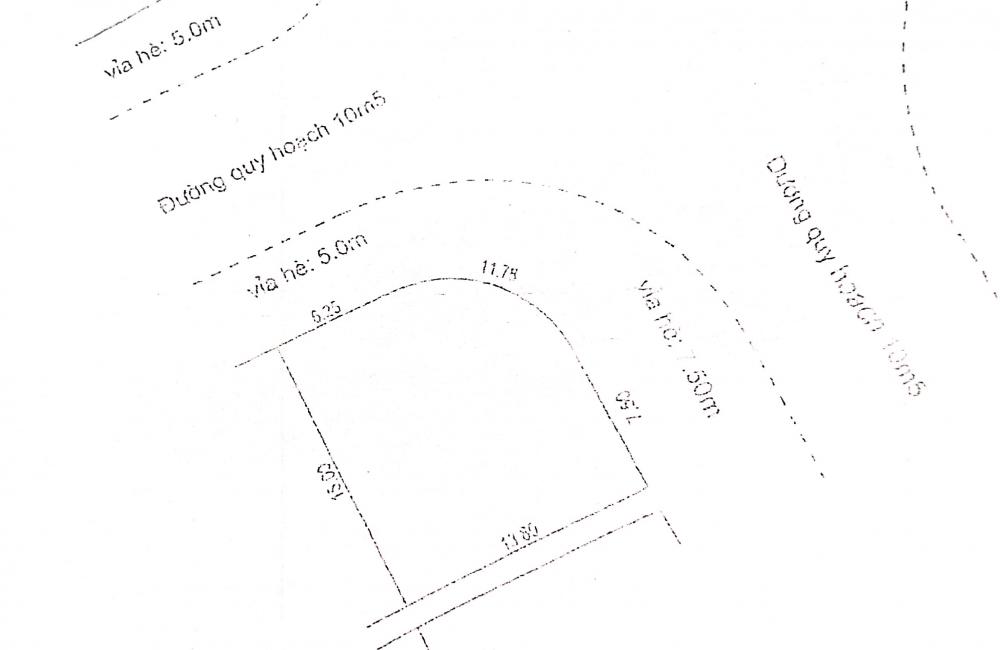 vỉa hè: 5.0m
Đường quy hoạch 10m5
Đường quy hoạch 10m5
vỉa hè: 5.0m
11.78
6.25
vỉa hè: 7.50m
7.50
15.00
13.80